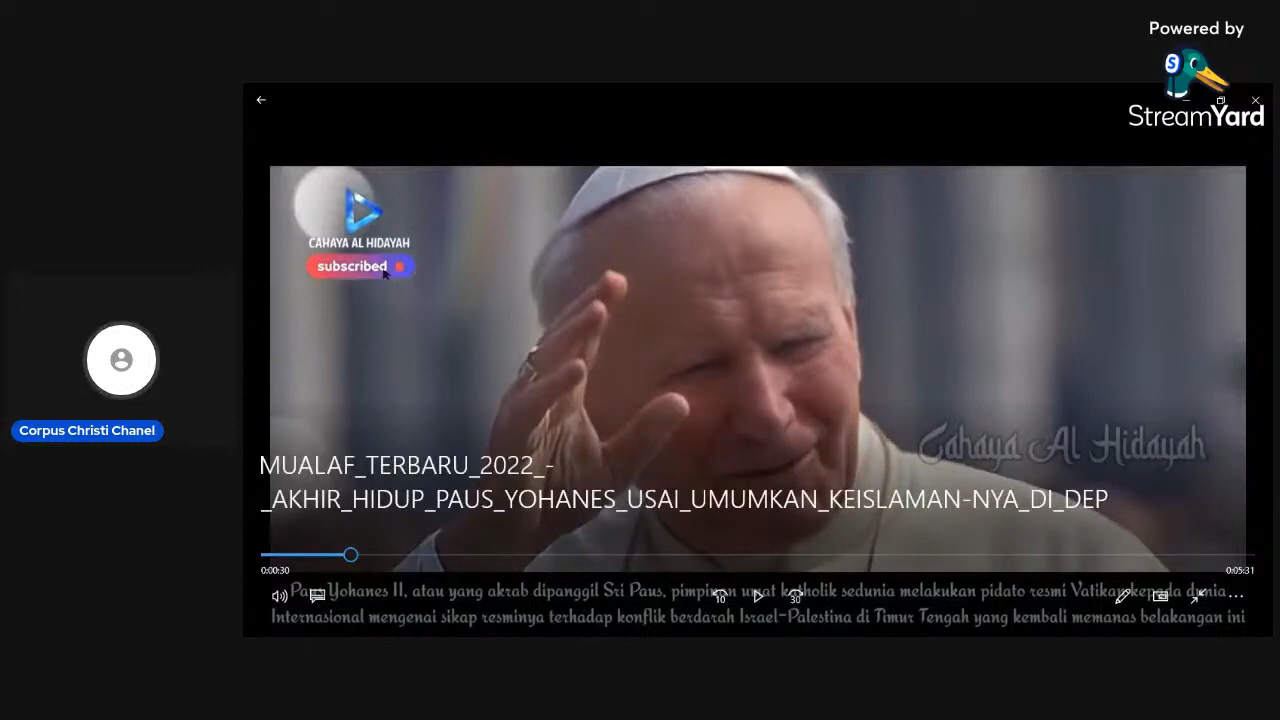 Powered by
StreamYard
S
CAHAYA AL HIDAYAH
subscribed
Corpus Christi Chanel
Cahaya Al Hidayah
MUALAF_TERBARU_2022_-
_AKHIR_HIDUP_PAUS_YOHANES_USAI_UMUMKAN_KEISLAMAN-NYA_DI_DEP
0:00:30
0:05:31
Paus Yohanes II, atau yang akrab dipanggil Sri Paus, pimpinan umat katholik sedunia melakukan pidato resmi Vatikan kepada dunia
Internasional mengenai sikap resminya terhadap konflik berdarah Israel-Palestina di Timur Tengah yang kembali memanas belakangan ini
10
30